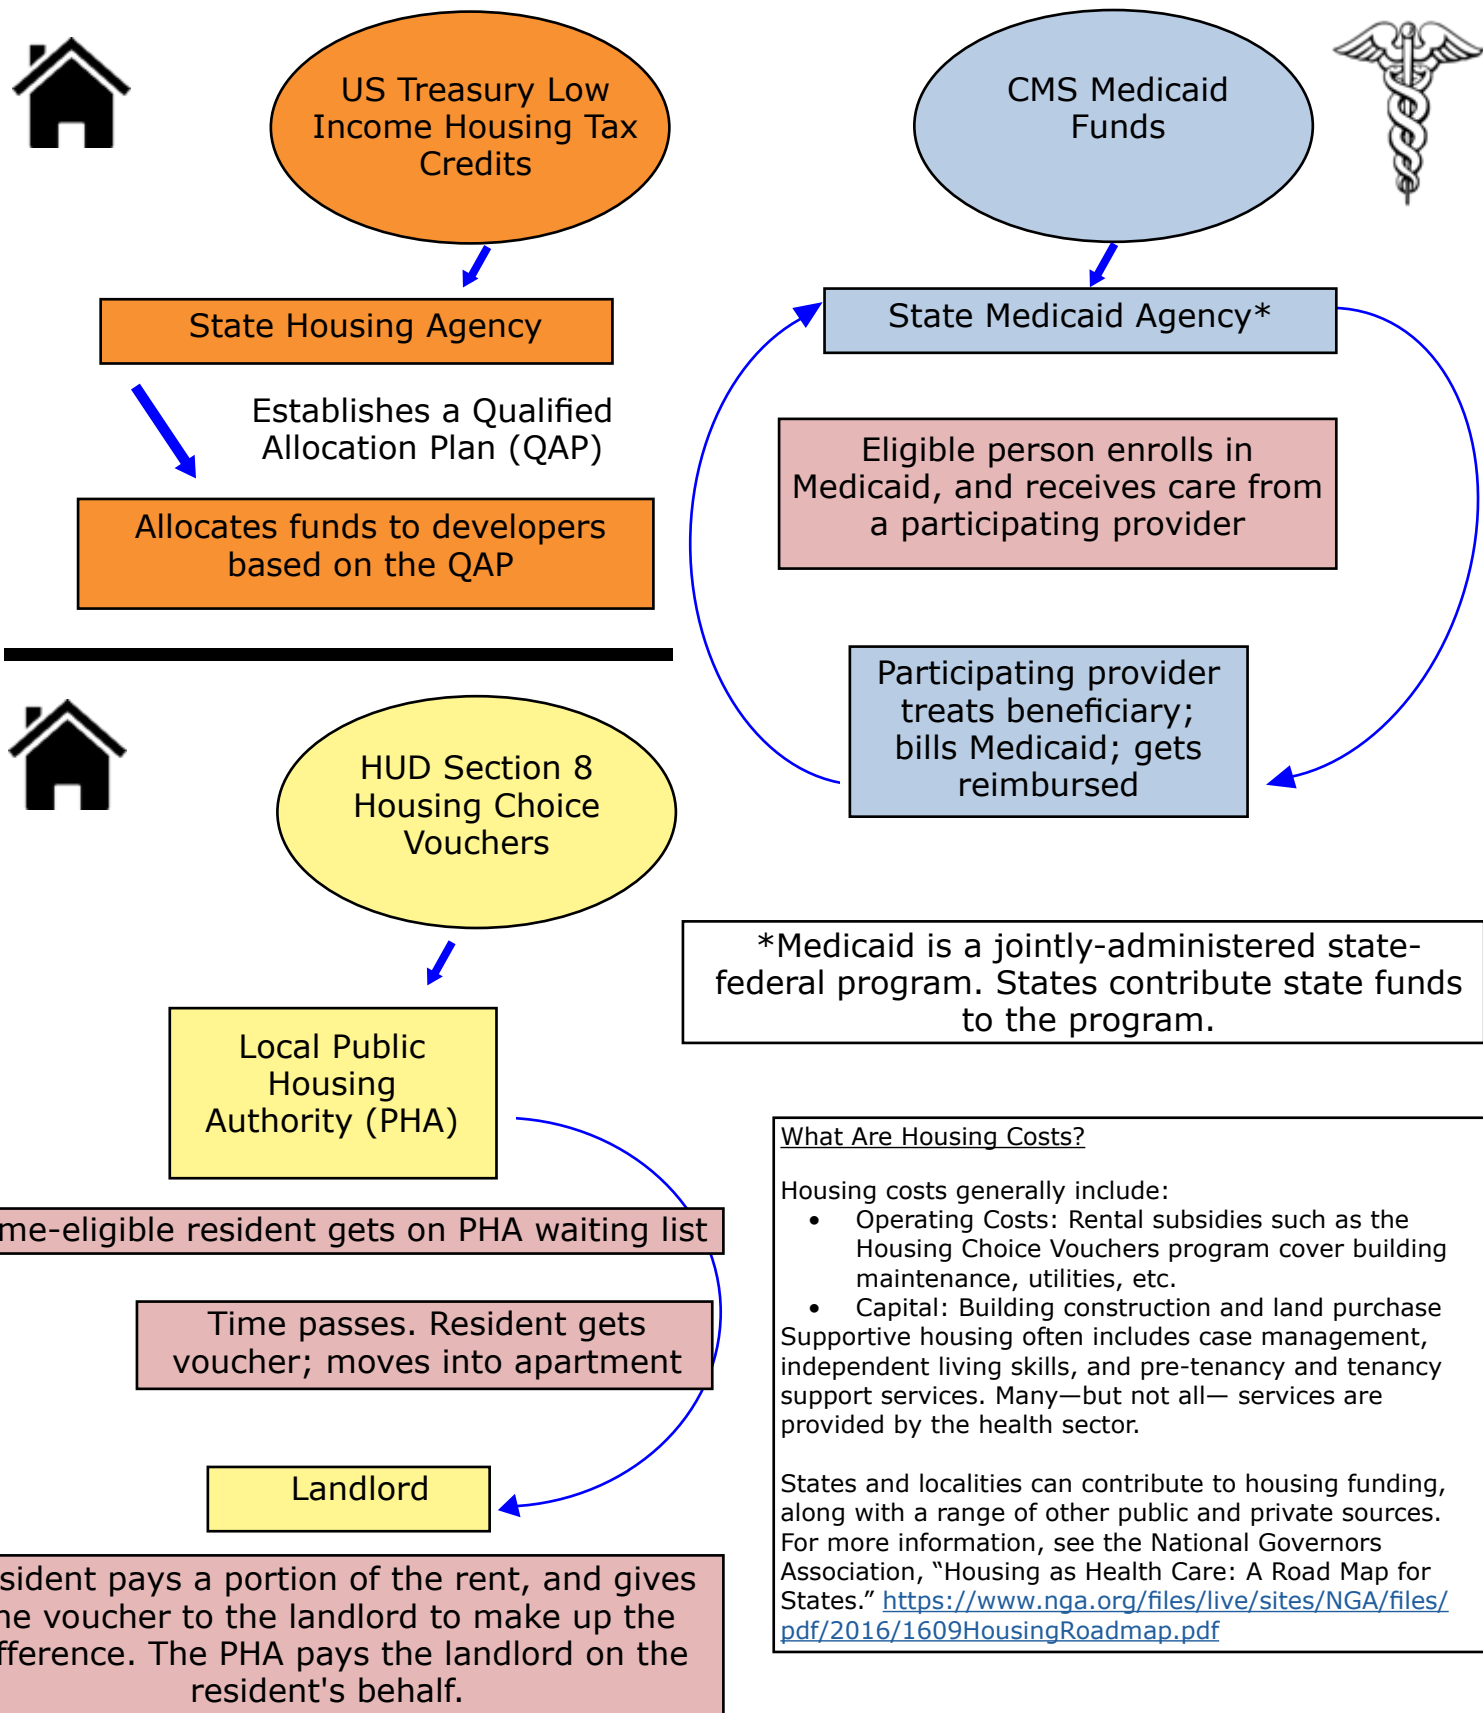 US Treasury Low
Income Housing Tax
Credits
State Housing Agency
Establishes a Qualified
Allocation Plan (QAP)
Allocates funds to developers
based on the QAP
CMS Medicaid
Funds
State Medicaid Agency*
Eligible person enrolls in
Medicaid, and receives care from
a participating provider
Participating provider
treats beneficiary;
bills Medicaid; gets
reimbursed
*Medicaid is a jointly-administered state-
federal program. States contribute state funds
to the program.
HUD Section 8
Housing Choice
Vouchers
Local Public
Housing
Authority (PHA)
me-eligible resident gets on PHA waiting list
Time passes. Resident gets
voucher; moves into apartment
Landlord
sident pays a portion of the rent, and gives
he voucher to the landlord to make up the
fference. The PHA pays the landlord on the
resident's behalf.
What Are Housing Costs?
Housing costs generally include:
• Operating Costs: Rental subsidies such as the
Housing Choice Vouchers program cover building
maintenance, utilities, etc.
• Capital: Building construction and land purchase
Supportive housing often includes case management,
independent living skills, and pre-tenancy and tenancy
support services. Many—but not all— services are
provided by the health sector.
States and localities can contribute to housing funding,
along with a range of other public and private sources.
For more information, see the National Governors
Association, “Housing as Health Care: A Road Map for
States.” https://www.nga.org/files/live/sites/NGA/files/
pdf/2016/1609HousingRoadmap.pdf